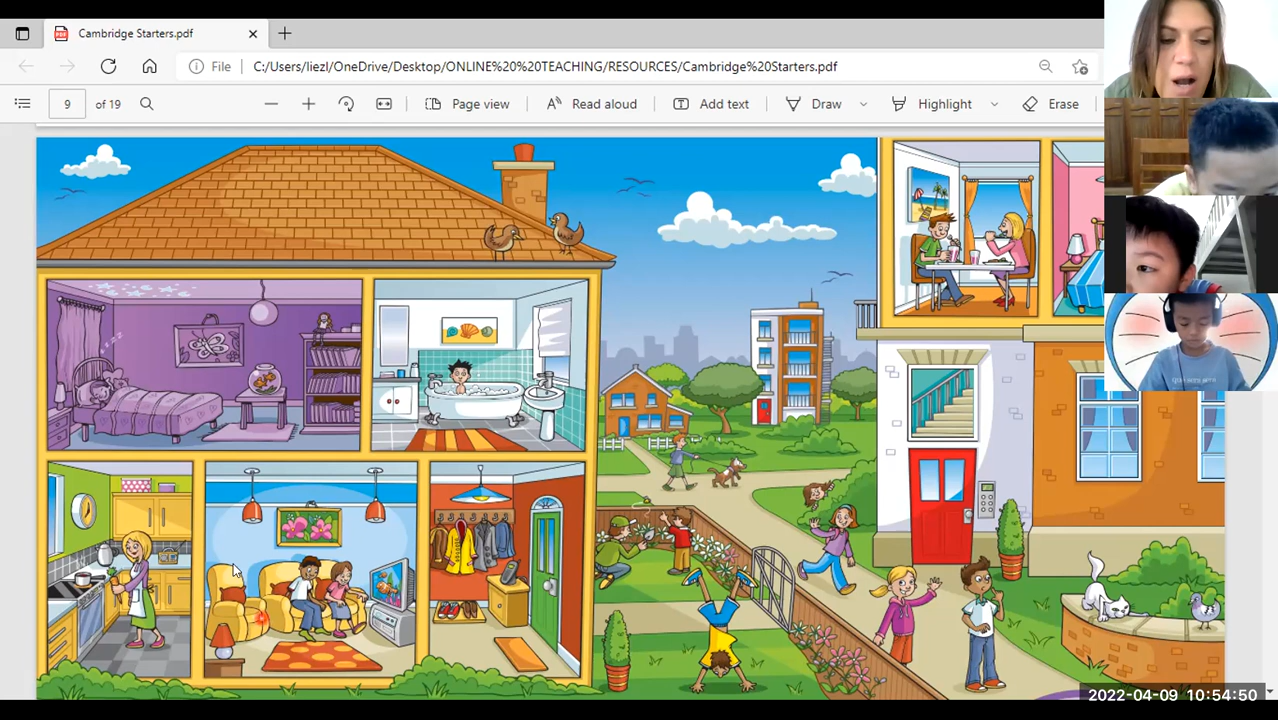 Cambridge Starters.pdf
File C:/Users/liezl/OneDrive/Desktop/ONLINE%20%20TEACHING/RESOURCES/Cambridge%20Starters.pdf
9 of 19 Page view Read aloud Add text Draw Highlight Erase
zzz
2022-04-09 10:54:50